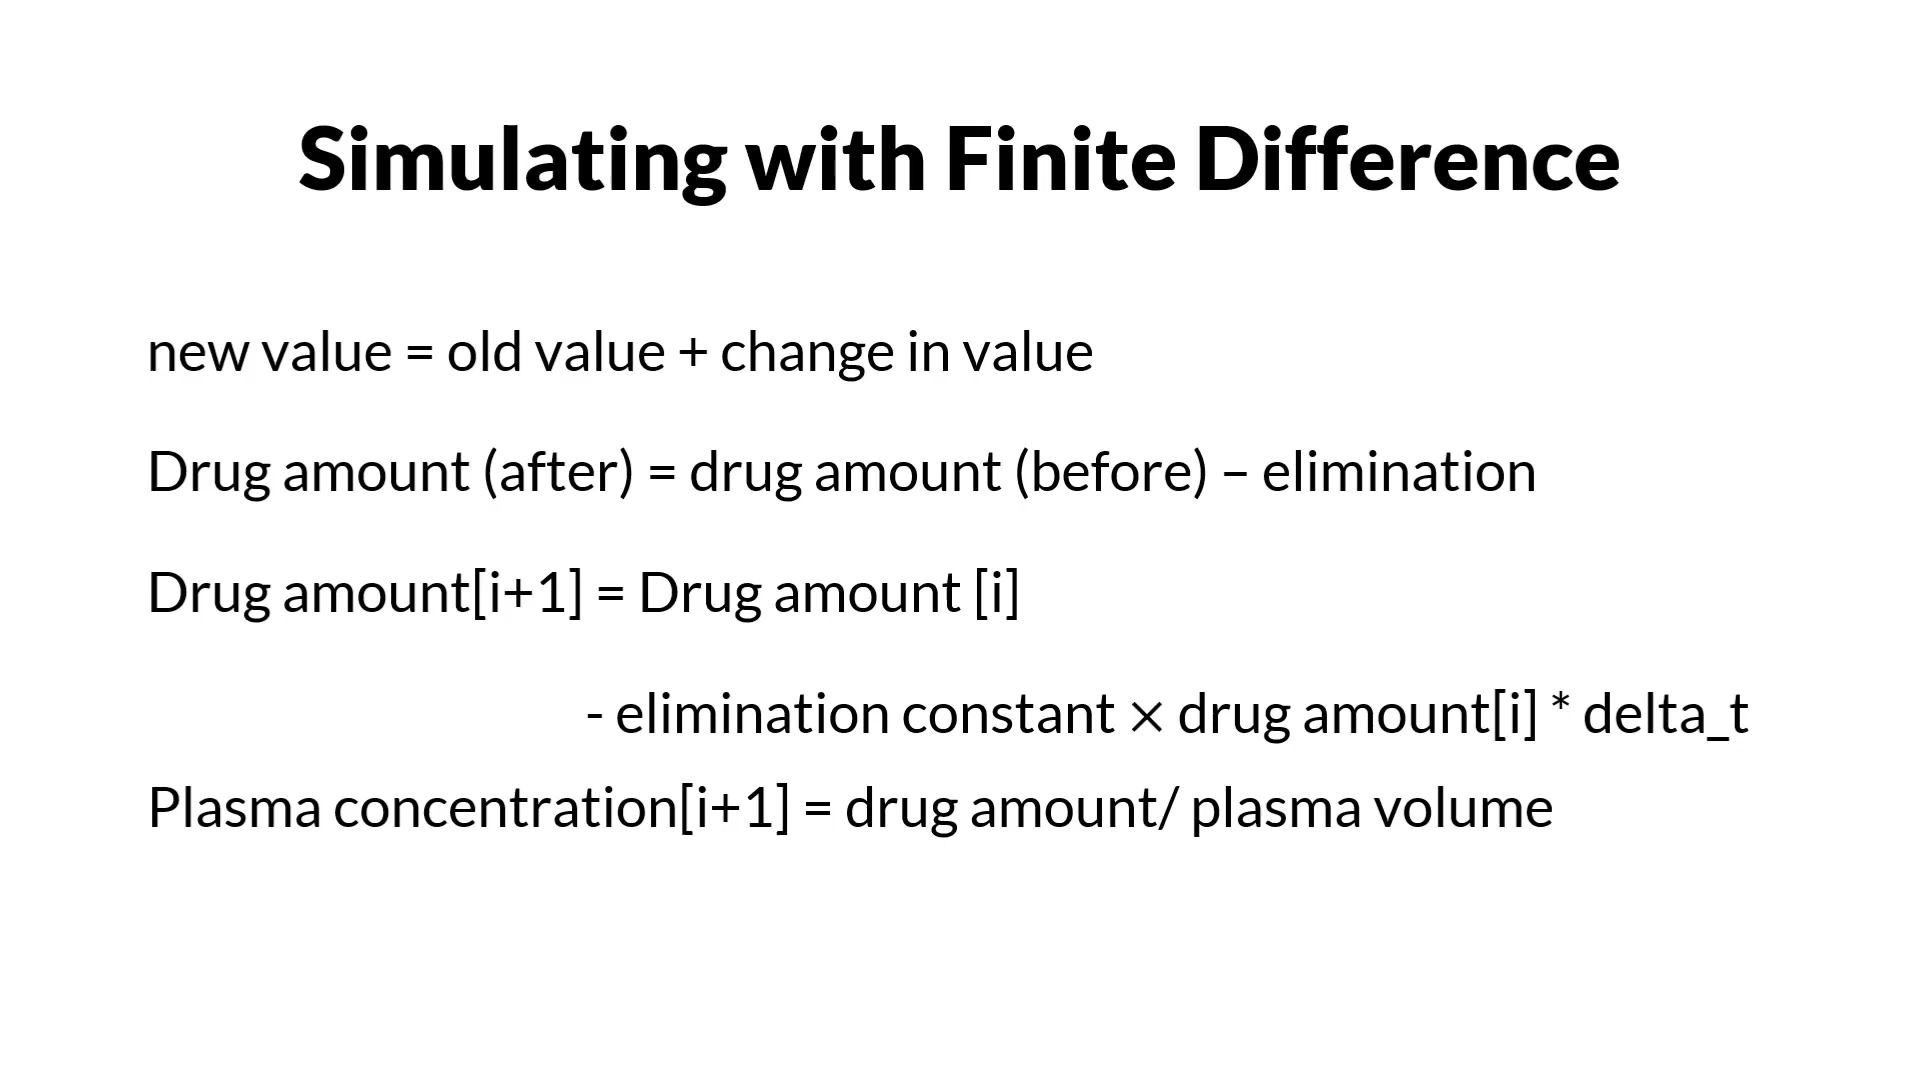 Simulating with Finite Difference
new value = old value + change in value
Drug amount (after) = drug amount (before) – elimination
Drug amount[i+1] = Drug amount [i]
- elimination constant × drug amount[i] * delta_t
Plasma concentration[i+1] = drug amount/ plasma volume